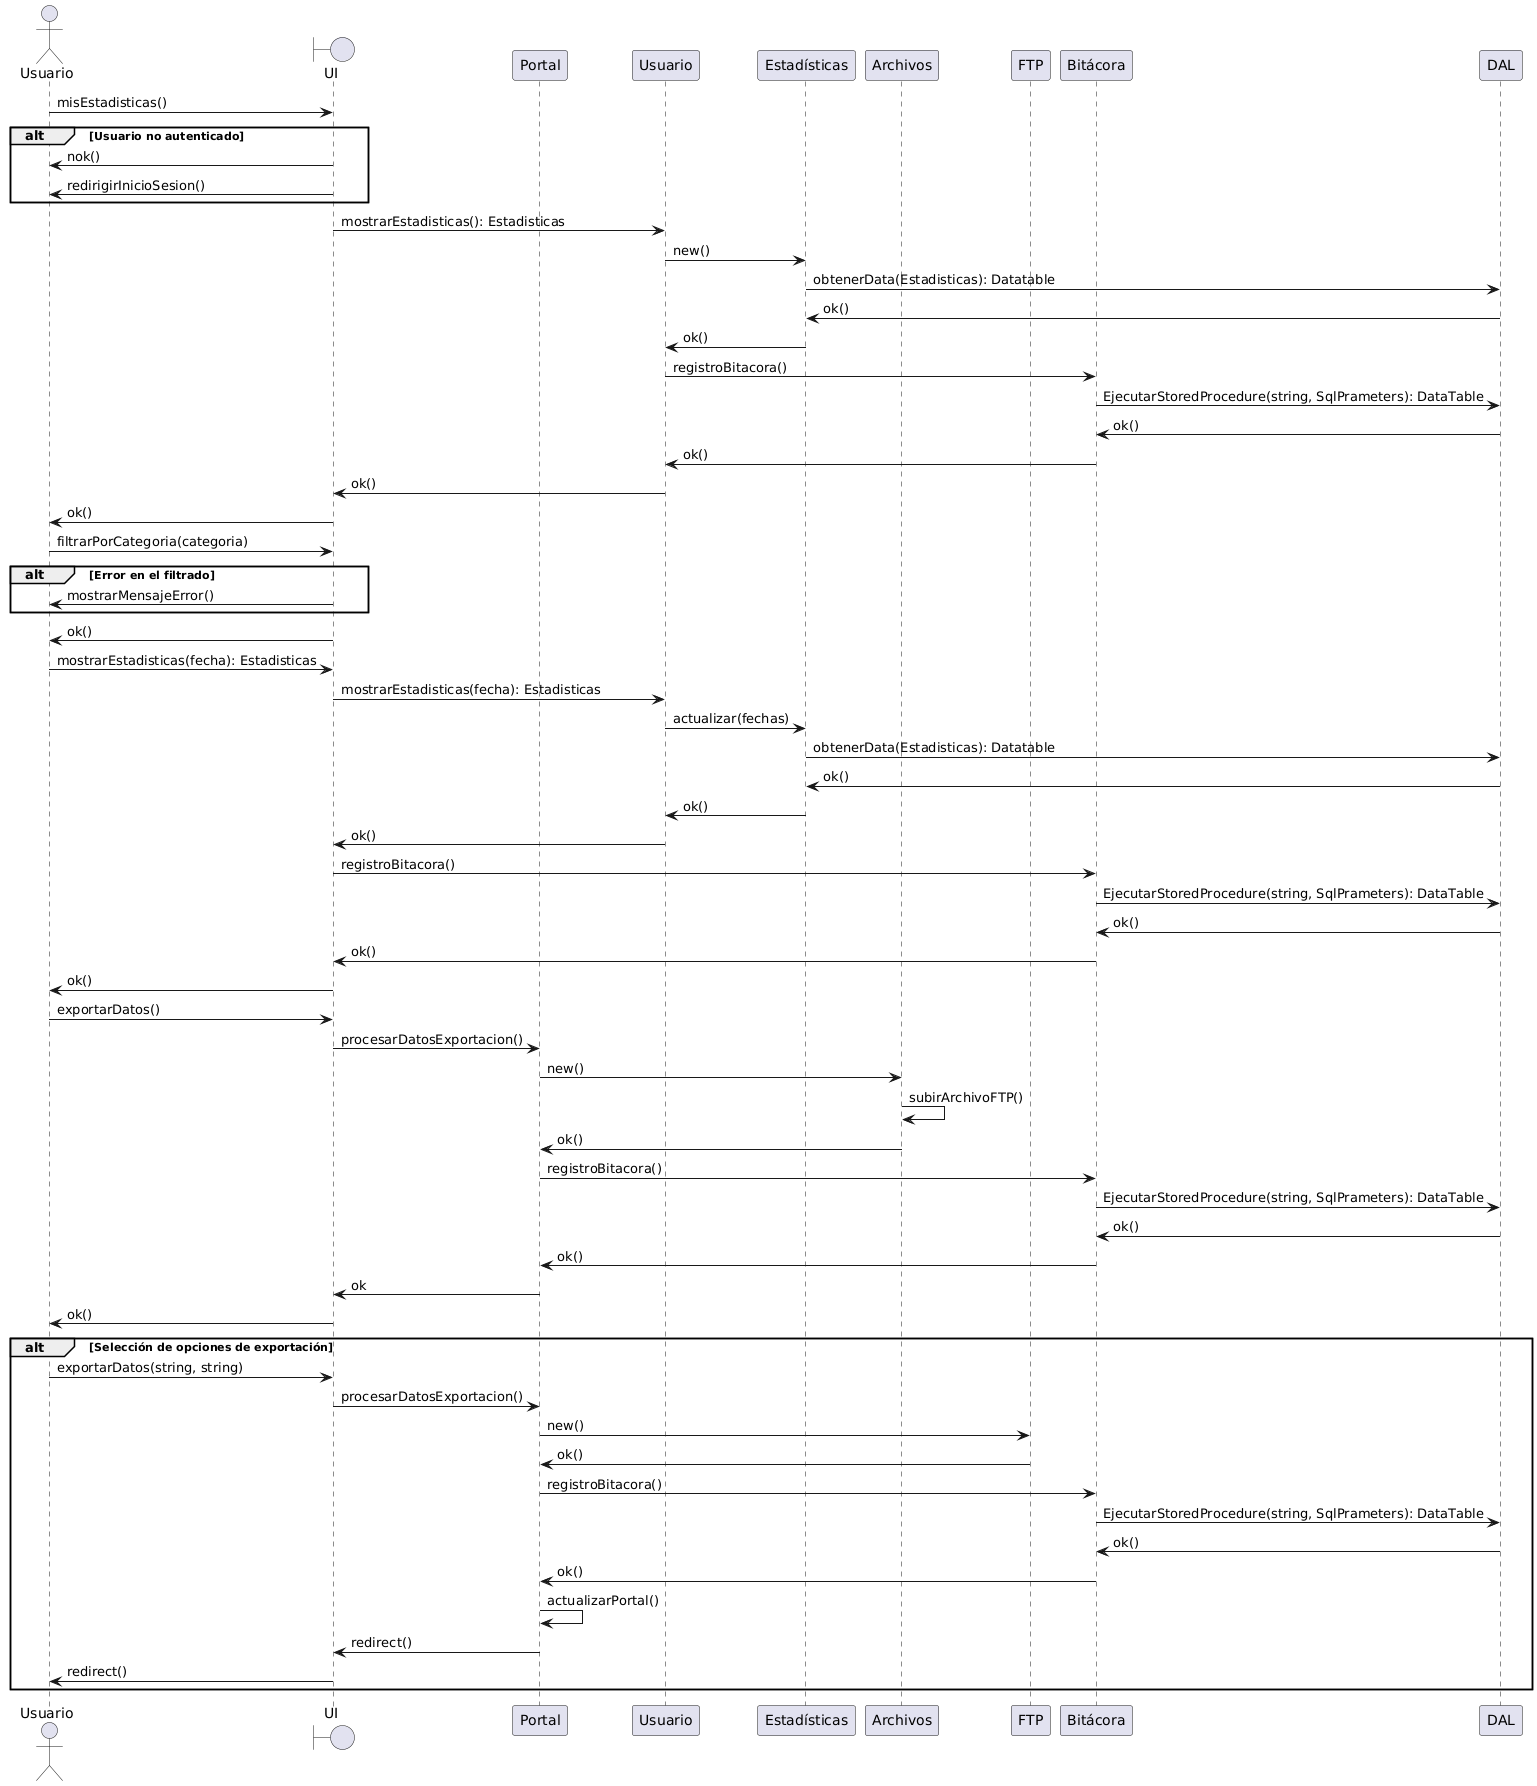 Usuario UI Portal Usuario Estadísticas Archivos FTP Bitácora DAL
misEstadisticas()
alt [Usuario no autenticado]
nok()
redirigirInicioSesion()
mostrarEstadisticas(): Estadisticas
new()
obtenerData(Estadisticas): Datatable
ok()
ok()
registroBitacora()
EjecutarStoredProcedure(string, SqlPrameters): DataTable
ok()
ok()
ok()
ok()
filtrarPorCategoria(categoria)
alt [Error en el filtrado]
mostrarMensajeError()
ok()
mostrarEstadisticas(fecha): Estadisticas
mostrarEstadisticas(fecha): Estadisticas
actualizar(fechas)
obtenerData(Estadisticas): Datatable
ok()
ok()
ok()
registroBitacora()
EjecutarStoredProcedure(string, SqlPrameters): DataTable
ok()
ok()
ok()
exportarDatos()
procesarDatosExportacion()
new()
subirArchivoFTP()
ok()
registroBitacora()
EjecutarStoredProcedure(string, SqlPrameters): DataTable
ok()
ok()
ok
ok()
alt [Selección de opciones de exportación]
exportarDatos(string, string)
procesarDatosExportacion()
new()
ok()
registroBitacora()
EjecutarStoredProcedure(string, SqlPrameters): DataTable
ok()
ok()
actualizarPortal()
redirect()
redirect()
Usuario UI Portal Usuario Estadísticas Archivos FTP Bitácora DAL